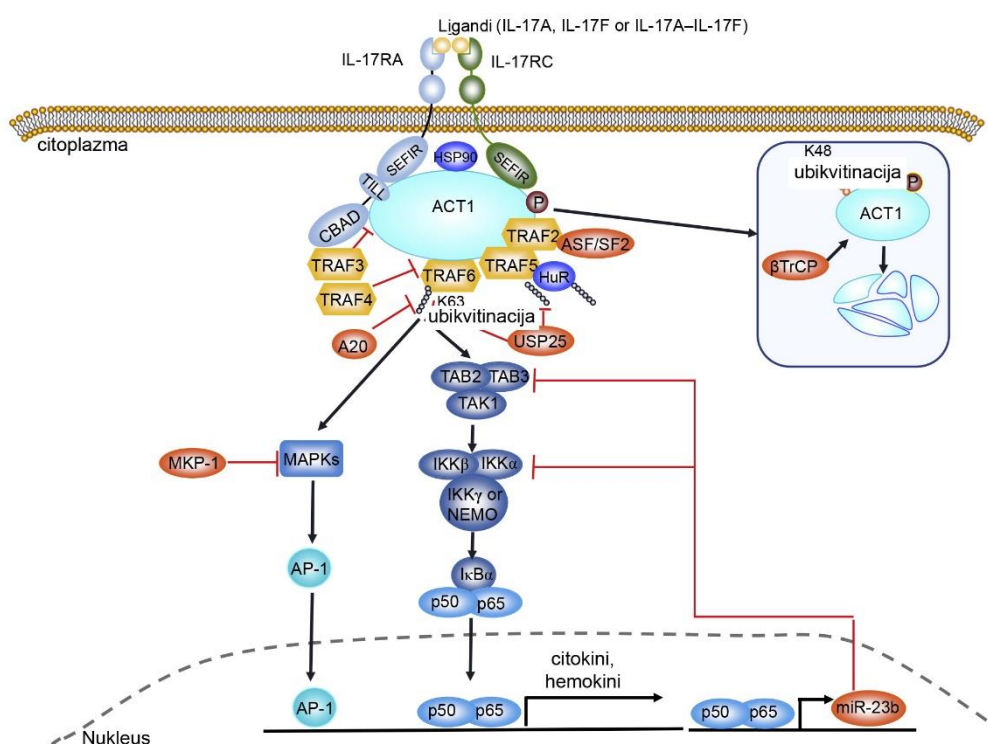 Ligandi (IL-17A, IL-17F or IL-17A–IL-17F)
IL-17RA
IL-17RC
citoplazma
SEFIR
HSP90
SEFIR
TILL
CBAD
ACT1
P
TRAF2
ASF/SF2
TRAF3
TRAF6
TRAF5
HuR
TRAF4
K63
ubikvitinacija
A20
USP25
K48
ubikvitinacija
P
ACT1
βTrCP
TAB2
TAB3
TAK1
MKP-1
MAPKs
IKKβ
IKKα
IKKγ or
NEMO
AP-1
IκBα
p50
p65
citokini,
hemokini
AP-1
p50
p65
p50
p65
miR-23b
Nukleus